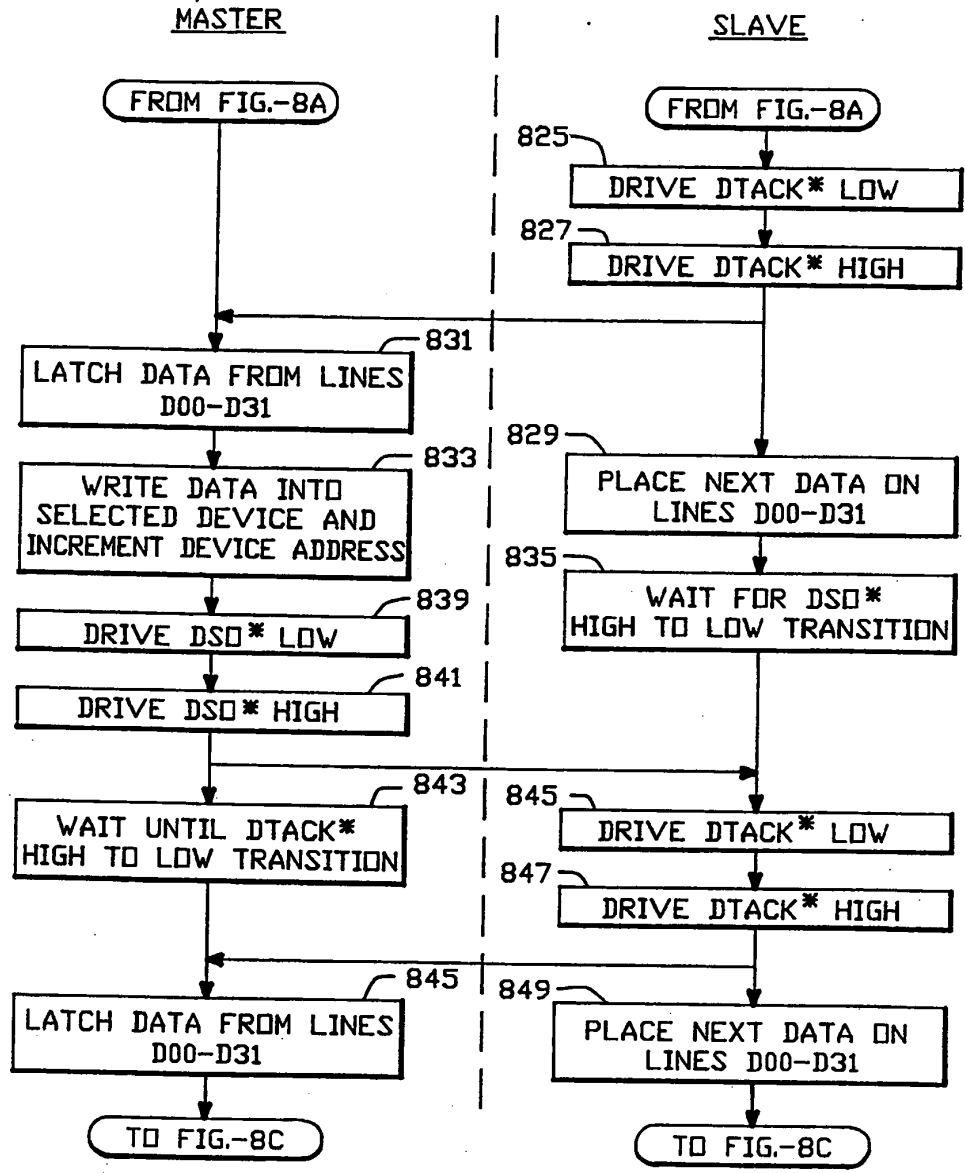 MASTER
SLAVE
FROM FIG.-8A
FROM FIG.-8A
825
DRIVE DTACK* LOW
827
DRIVE DTACK* HIGH
831
LATCH DATA FROM LINES
D00-D31
829
PLACE NEXT DATA ON
LINES D00-D31
833
WRITE DATA INTO
SELECTED DEVICE AND
INCREMENT DEVICE ADDRESS
835
WAIT FOR DSO*
HIGH TO LOW TRANSITION
839
DRIVE DSO* LOW
841
DRIVE DSO* HIGH
843
WAIT UNTIL DTACK*
HIGH TO LOW TRANSITION
845
DRIVE DTACK* LOW
847
DRIVE DTACK* HIGH
845
LATCH DATA FROM LINES
D00-D31
849
PLACE NEXT DATA ON
LINES D00-D31
TO FIG.-8C
TO FIG.-8C